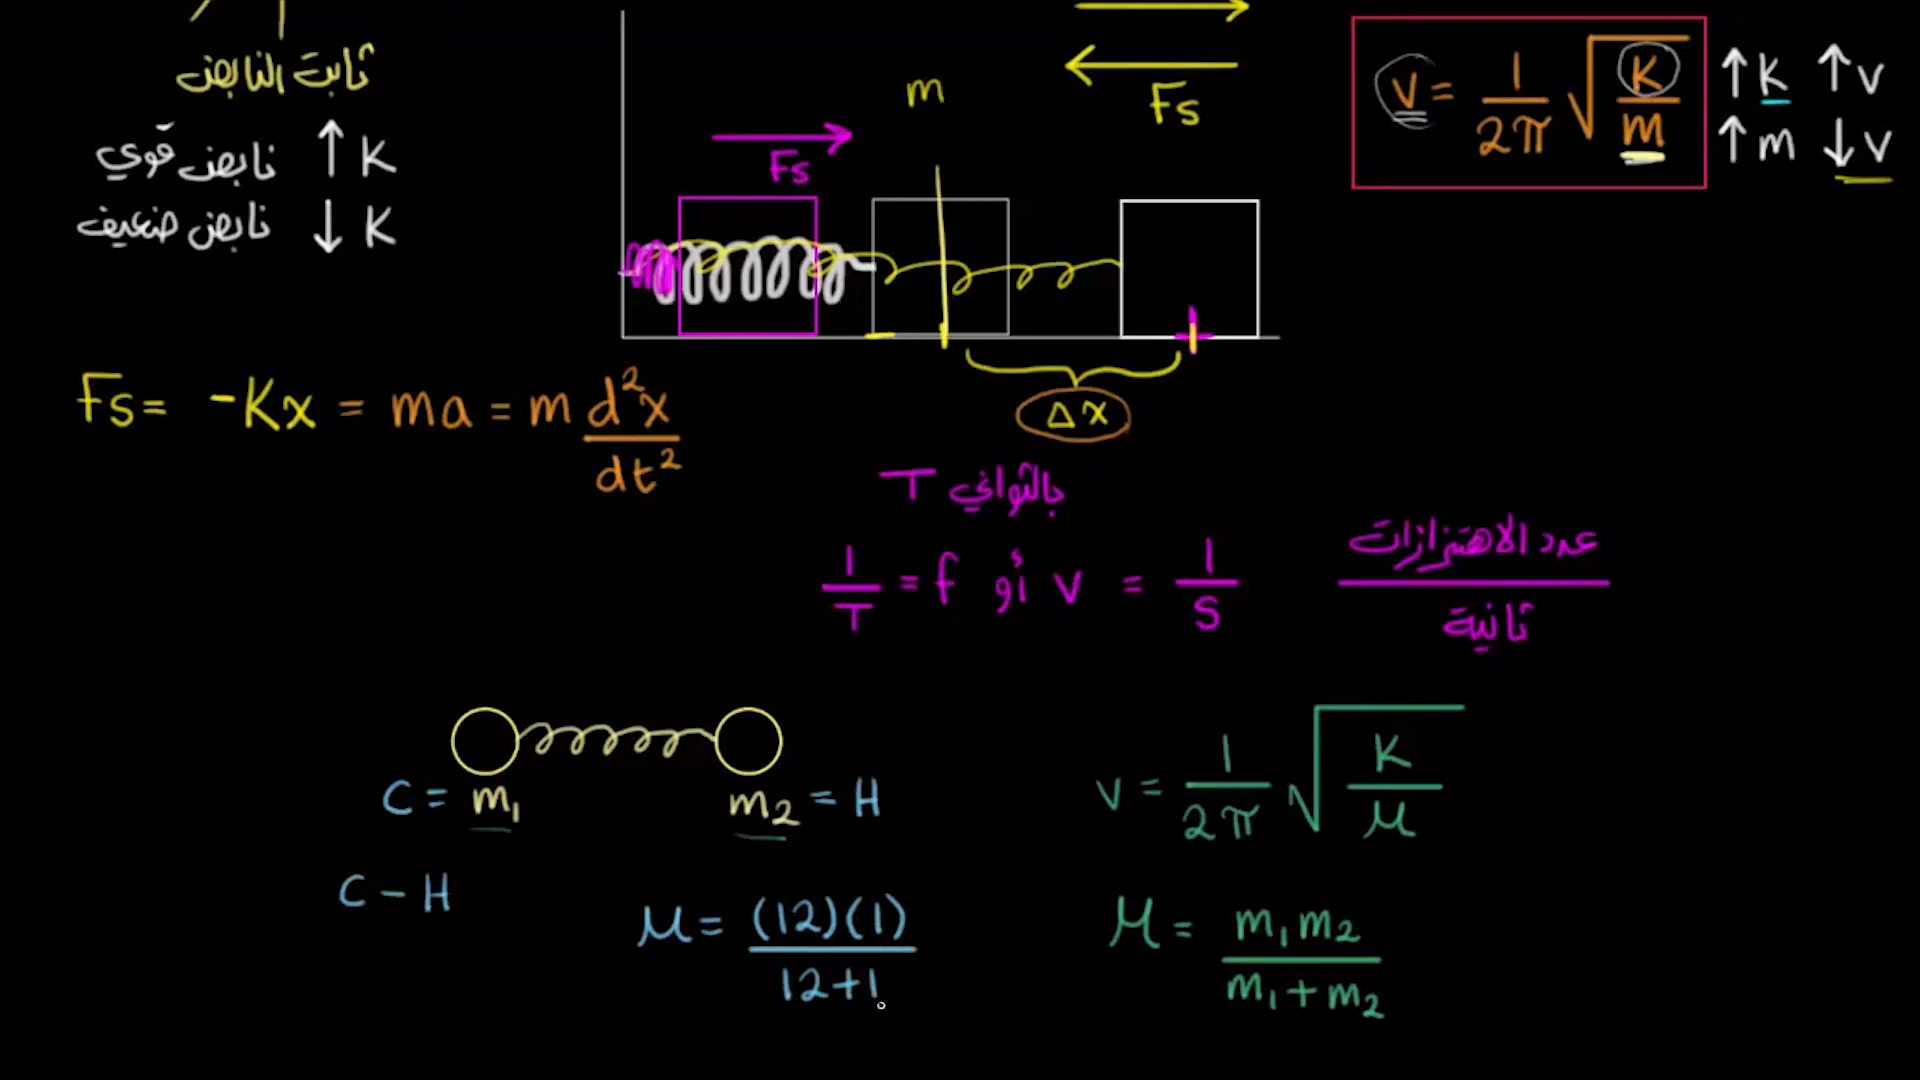 ثابت النابض
نابض قوي ↑ K
نابض ضعيف ↓ K
m
Fs
Fs
v = 1/2π √(K/m)
↑ K ↑ v
↑ m ↓ v
Fs = -Kx = ma = m d²x/dt²
Δx
T بالثواني
1/T = f أو v = 1/s
عدد الاهتزازات
ثانية
C = m₁
m₂ = H
v = 1/2π √(K/μ)
C - H
μ = (12)(1)/12+1
μ = m₁m₂/m₁+m₂